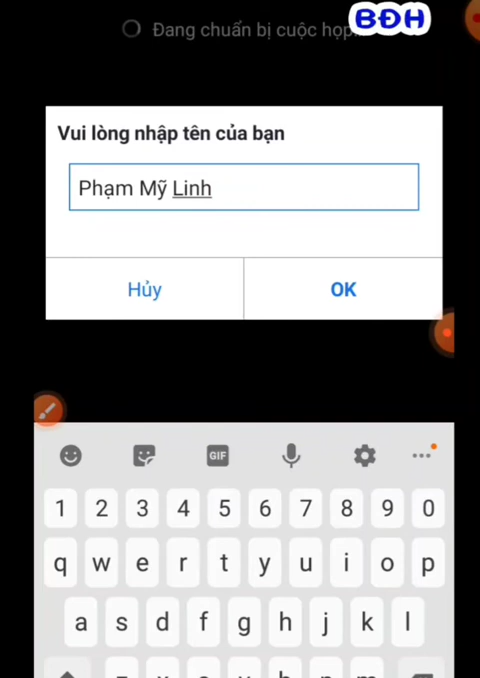 Đang chuẩn bị cuộc họp...
BĐH
Vui lòng nhập tên của bạn
Phạm Mỹ Linh
Hủy
OK
GIF
1 2 3 4 5 6 7 8 9 0
q w e r t y u i o p
a s d f g h j k l